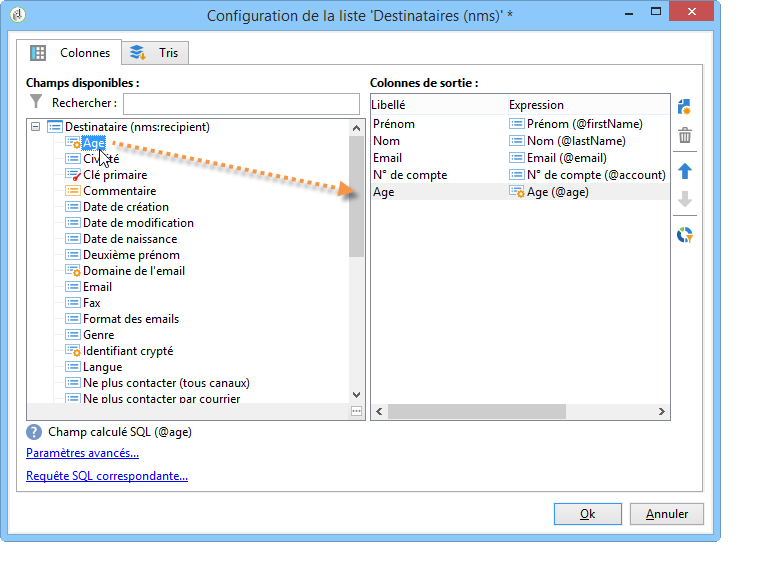 Configuration de la liste 'Destinataires (nms)' *
Colonnes
Tris
Champs disponibles :
Rechercher :
Destinataire (nms:recipient)
Age
Civilité
Clé primaire
Commentaire
Date de création
Date de modification
Date de naissance
Deuxième prénom
Domaine de l'email
Email
Fax
Format des emails
Genre
Identifiant crypté
Langue
Ne plus contacter (tous canaux)
Ne plus contacter par courrier
Colonnes de sortie :
Libellé Expression
Prénom Prénom (@firstName)
Nom Nom (@lastName)
Email Email (@email)
N° de compte N° de compte (@account)
Age Age (@age)
Champ calculé SQL (@age)
Paramètres avancés...
Requête SQL correspondante...
Ok
Annuler